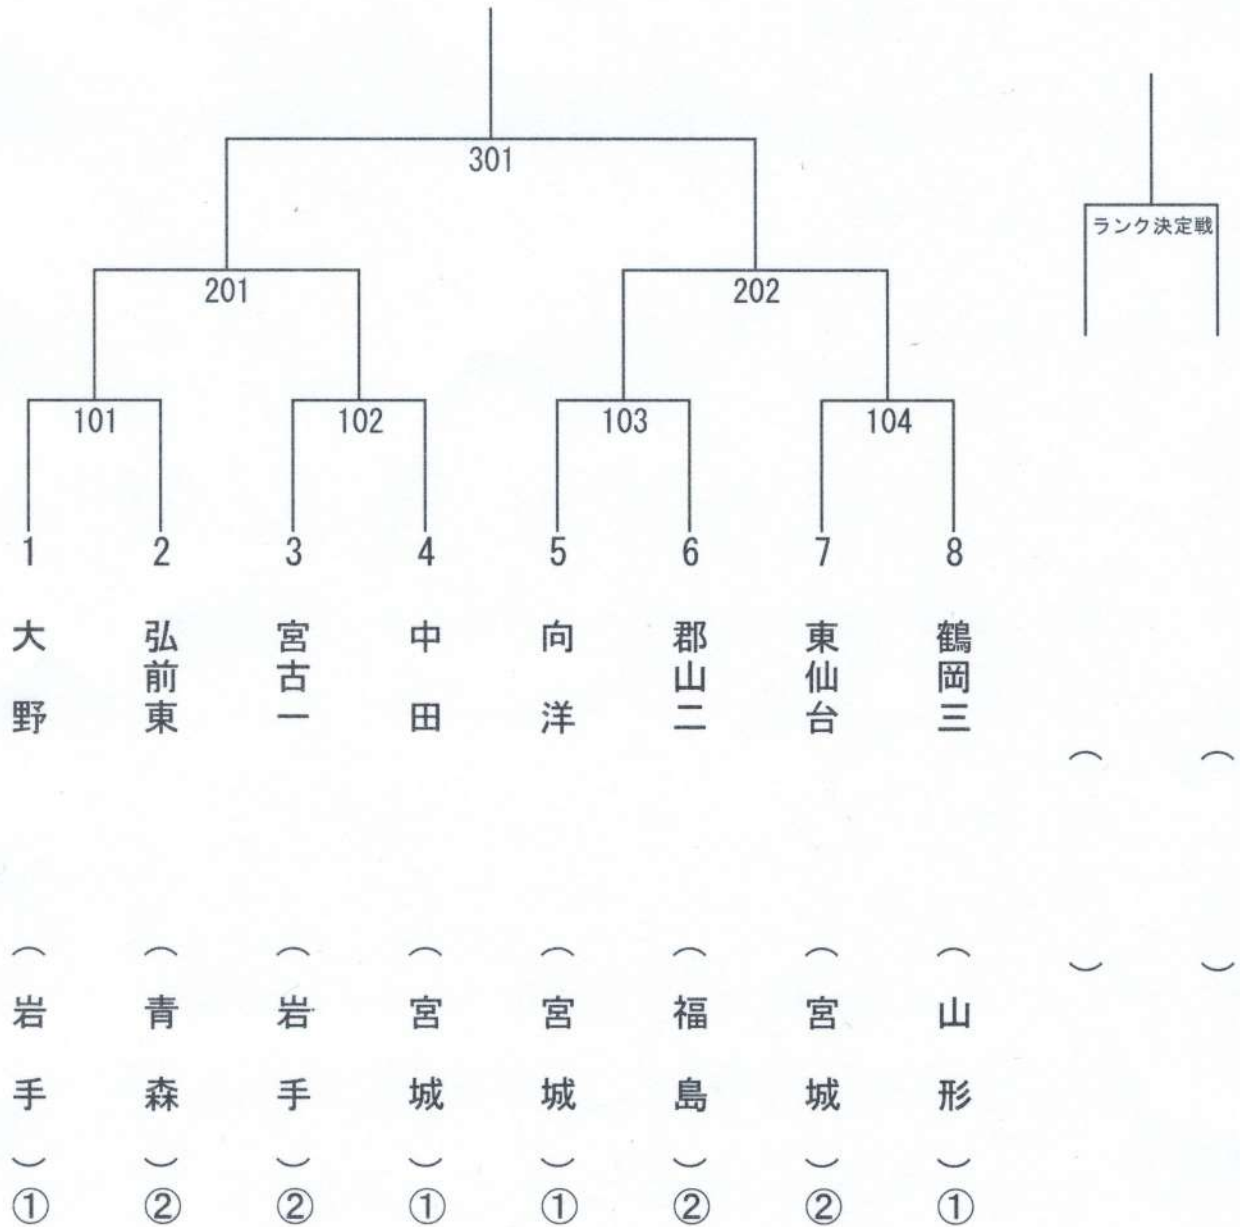 301
ランク決定戦
201
202
101
102
103
104
1
2
3
4
5
6
7
8
大野
弘前東
宮古一
中田
向洋
郡山二
東仙台
鶴岡三
（　）
（　）
（岩手）①
（青森）②
（岩手）②
（宮城）①
（宮城）①
（福島）②
（宮城）②
（山形）①